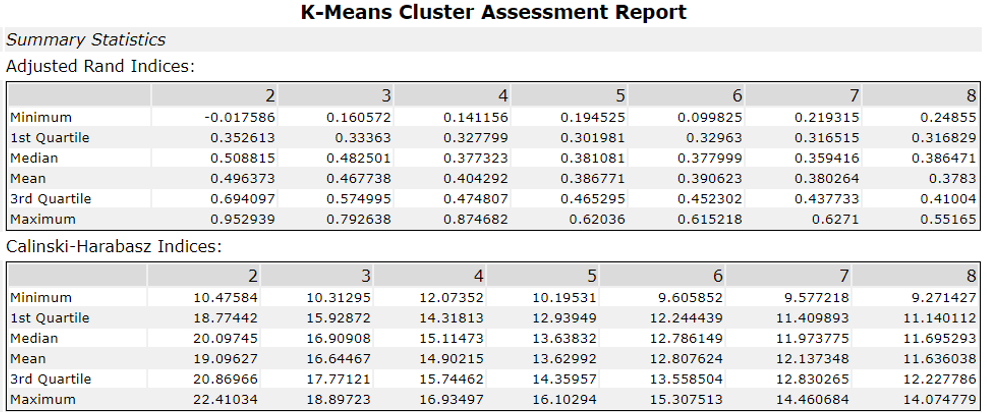 K-Means Cluster Assessment Report
Summary Statistics
Adjusted Rand Indices:
2 3 4 5 6 7 8
Minimum -0.017586 0.160572 0.141156 0.194525 0.099825 0.219315 0.24855
1st Quartile 0.352613 0.33363 0.327799 0.301981 0.32963 0.316515 0.316829
Median 0.508815 0.482501 0.377323 0.381081 0.377999 0.359416 0.386471
Mean 0.496373 0.467738 0.404292 0.386771 0.390623 0.380264 0.3783
3rd Quartile 0.694097 0.574995 0.474807 0.465295 0.452302 0.437733 0.41004
Maximum 0.952939 0.792638 0.874682 0.62036 0.615218 0.6271 0.55165
Calinski-Harabasz Indices:
2 3 4 5 6 7 8
Minimum 10.47584 10.31295 12.07352 10.19531 9.605852 9.577218 9.271427
1st Quartile 18.77442 15.92872 14.31813 12.93949 12.244439 11.409893 11.140112
Median 20.09745 16.90908 15.11473 13.63832 12.786149 11.973775 11.695293
Mean 19.09627 16.64467 14.90215 13.62992 12.807624 12.137348 11.636038
3rd Quartile 20.86966 17.77121 15.74462 14.35957 13.558504 12.830265 12.227786
Maximum 22.41034 18.89723 16.93497 16.10294 15.307513 14.460684 14.074779